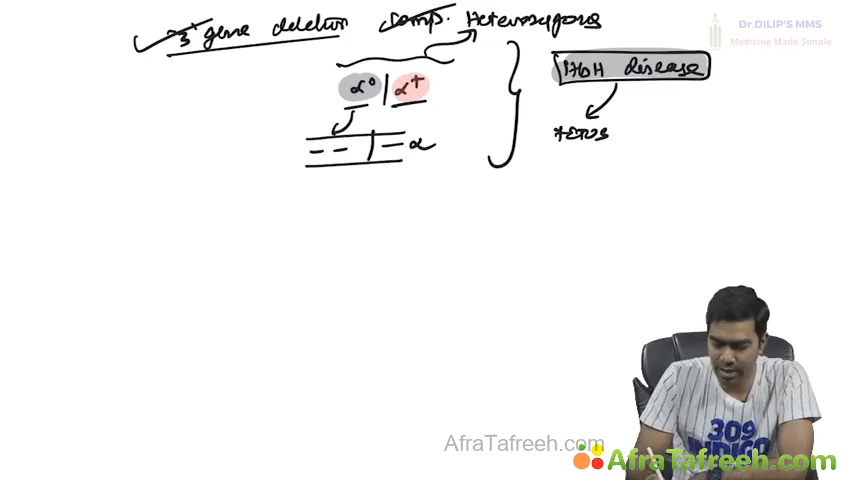 3 gene deletion Comp. Heterozygous
Dr.DILIP'S MMS
Medicine Made Simple
HbH disease
α⁰ | α⁺
- - | - α
309
INDIGO
AfraTafreeh.com
AfraTafreeh.com